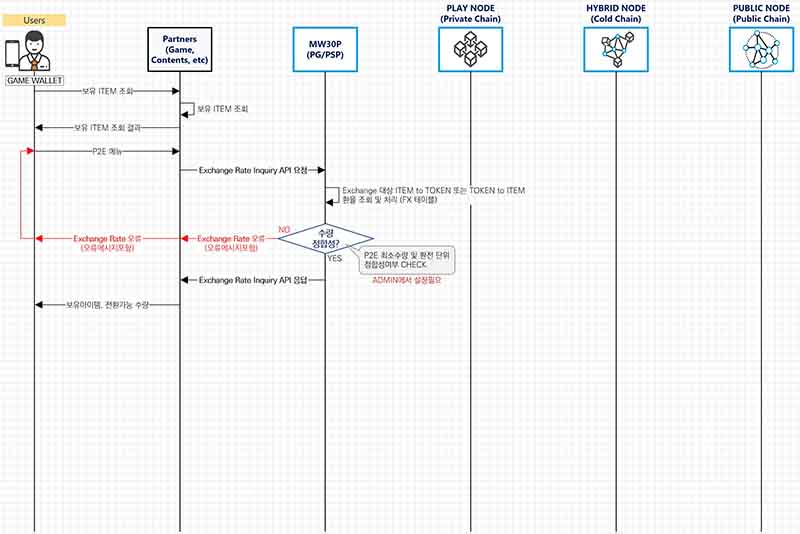 Users
GAME WALLET
Partners
(Game,
Contents, etc)
MW30P
(PG/PSP)
PLAY NODE
(Private Chain)
HYBRID NODE
(Cold Chain)
PUBLIC NODE
(Public Chain)
보유 ITEM 조회
보유 ITEM 조회
보유 ITEM 조회 결과
P2E 메뉴
Exchange Rate Inquiry API 요청
Exchange 대상 ITEM to TOKEN 또는 TOKEN to ITEM
환율 조회 및 처리 (FX 테이블)
NO
수량
정합성?
Exchange Rate 오류
(오류메시지포함)
Exchange Rate 오류
(오류메시지포함)
YES
P2E 최소수량 및 환전 단위
정합성여부 CHECK
ADMIN에서 설정필요
Exchange Rate Inquiry API 응답
보유아이템, 전환가능 수량